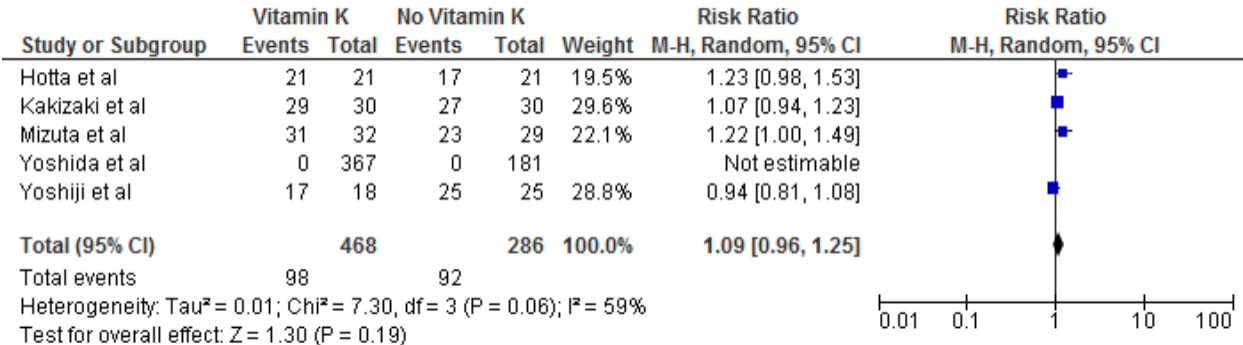 Vitamin K No Vitamin K Risk Ratio Risk Ratio
Study or Subgroup Events Total Events Total Weight M-H, Random, 95% CI M-H, Random, 95% CI
Hotta et al 21 21 17 21 19.5% 1.23 [0.98, 1.53]
Kakizaki et al 29 30 27 30 29.6% 1.07 [0.94, 1.23]
Mizuta et al 31 32 23 29 22.1% 1.22 [1.00, 1.49]
Yoshida et al 0 367 0 181 Not estimable
Yoshiji et al 17 18 25 25 28.8% 0.94 [0.81, 1.08]
Total (95% CI) 468 286 100.0% 1.09 [0.96, 1.25]
Total events 98 92
Heterogeneity: Tau² = 0.01; Chi² = 7.30, df = 3 (P = 0.06); I² = 59%
Test for overall effect: Z = 1.30 (P = 0.19)
0.01 0.1 1 10 100